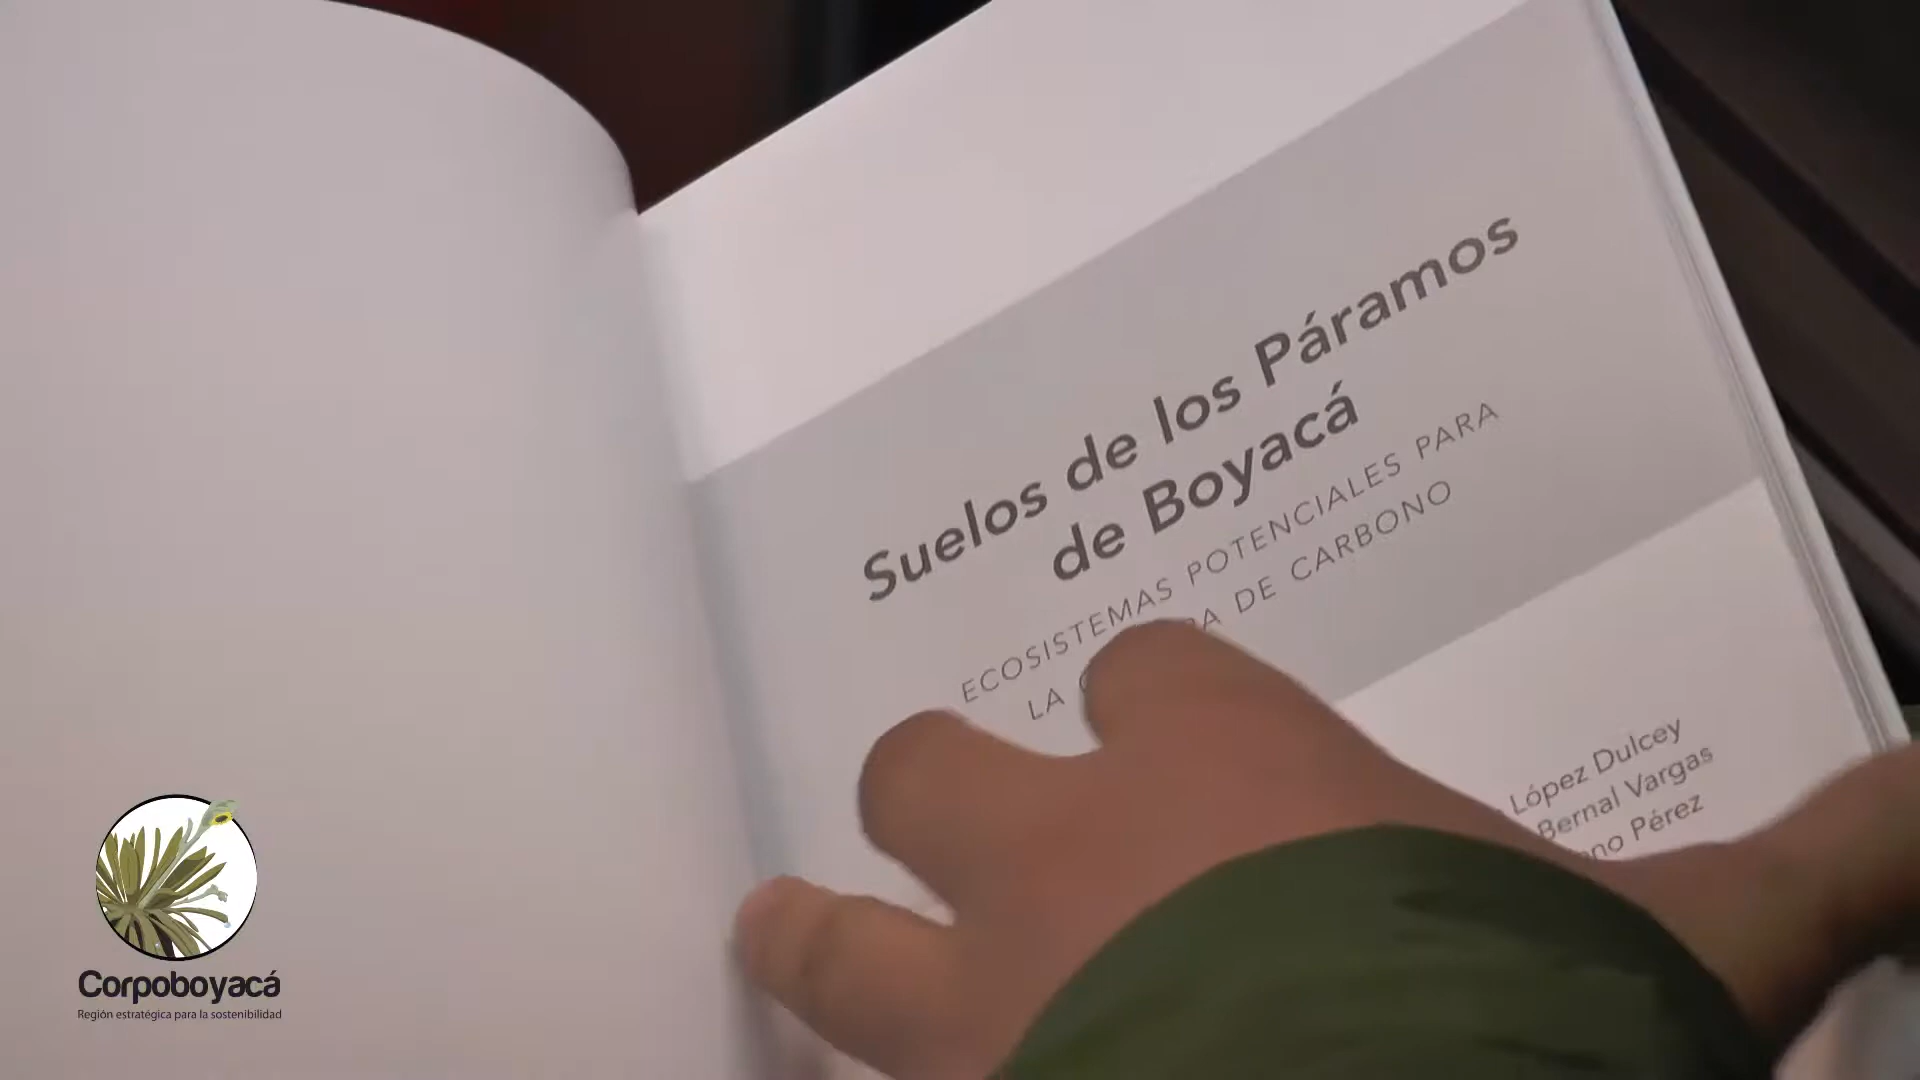 Suelos de los Páramos
de Boyacá
ECOSISTEMAS POTENCIALES PARA
LA DE CARBONO
López Dulcey
Bernal Vargas
Pérez
Corpoboyacá
Región estratégica para la sostenibilidad